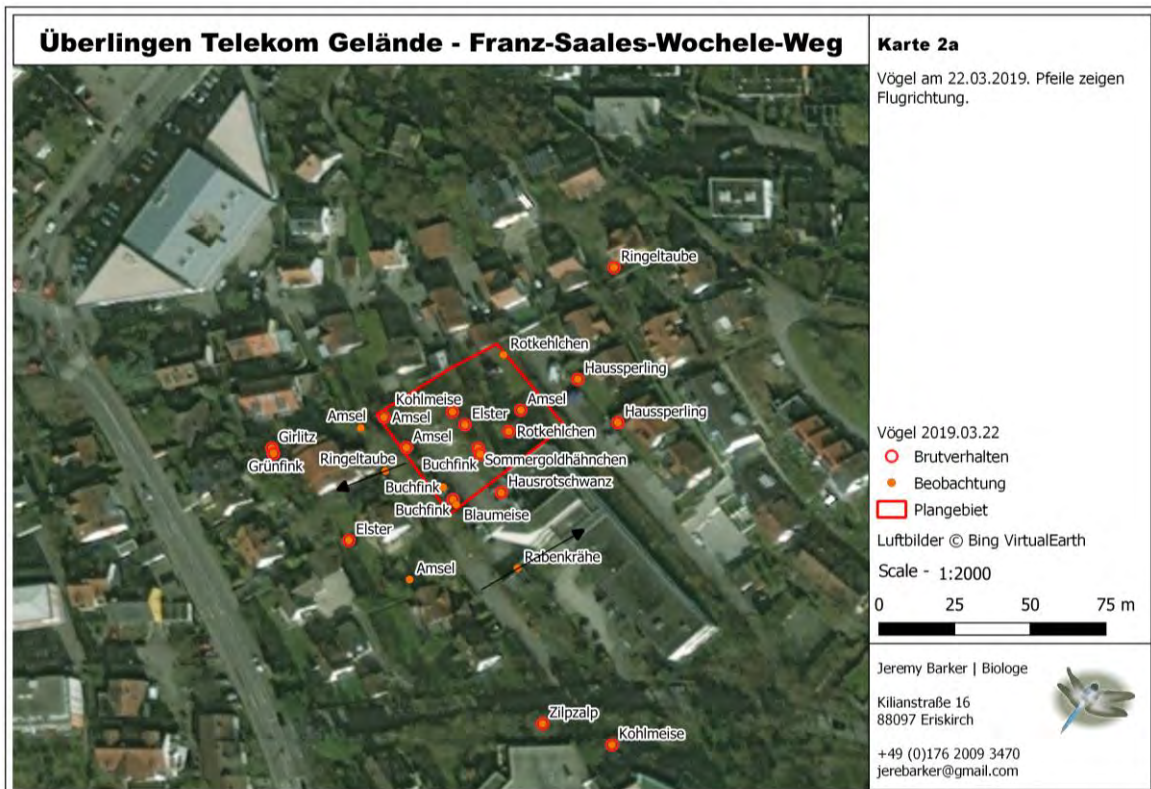 Überlingen Telekom Gelände - Franz-Saales-Wochele-Weg
Karte 2a
Vögel am 22.03.2019. Pfeile zeigen
Flugrichtung.
Ringeltaube
Rotkehlchen
Haussperling
Kohlmeise
Elster
Amsel
Amsel
Amsel
Haussperling
Rotkehlchen
Girlitz
Amsel
Grünfink
Ringeltaube
Buchfink
Sommergoldhähnchen
Buchfink
Hausrotschwanz
Buchfink
Blaumeise
Elster
Rabenkrähe
Amsel
Zilpzalp
Kohlmeise
Vögel 2019.03.22
Brutverhalten
Beobachtung
Plangebiet
Luftbilder © Bing VirtualEarth
Scale - 1:2000
0 25 50 75 m
Jeremy Barker | Biologe
Kilianstraße 16
88097 Eriskirch
+49 (0)176 2009 3470
jerebarker@gmail.com